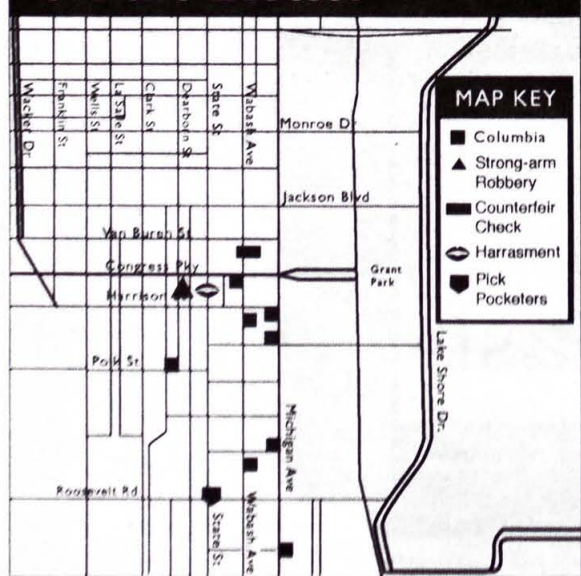 Wacker Dr.
Franklin St
Wells St
La Salle St
Clark St
Dearborn St
State St
Wabash Ave
Monroe D
Jackson Blvd
Van Buren St
Congress Pky
Harrison
Polk St
Roosevelt Rd
Grant
Park
Michigan Ave
Wabash Ave
State St
Lake Shore Dr.
MAP KEY
Columbia
Strong-arm
Robbery
Counterfeir
Check
Harrasment
Pick
Pocketers